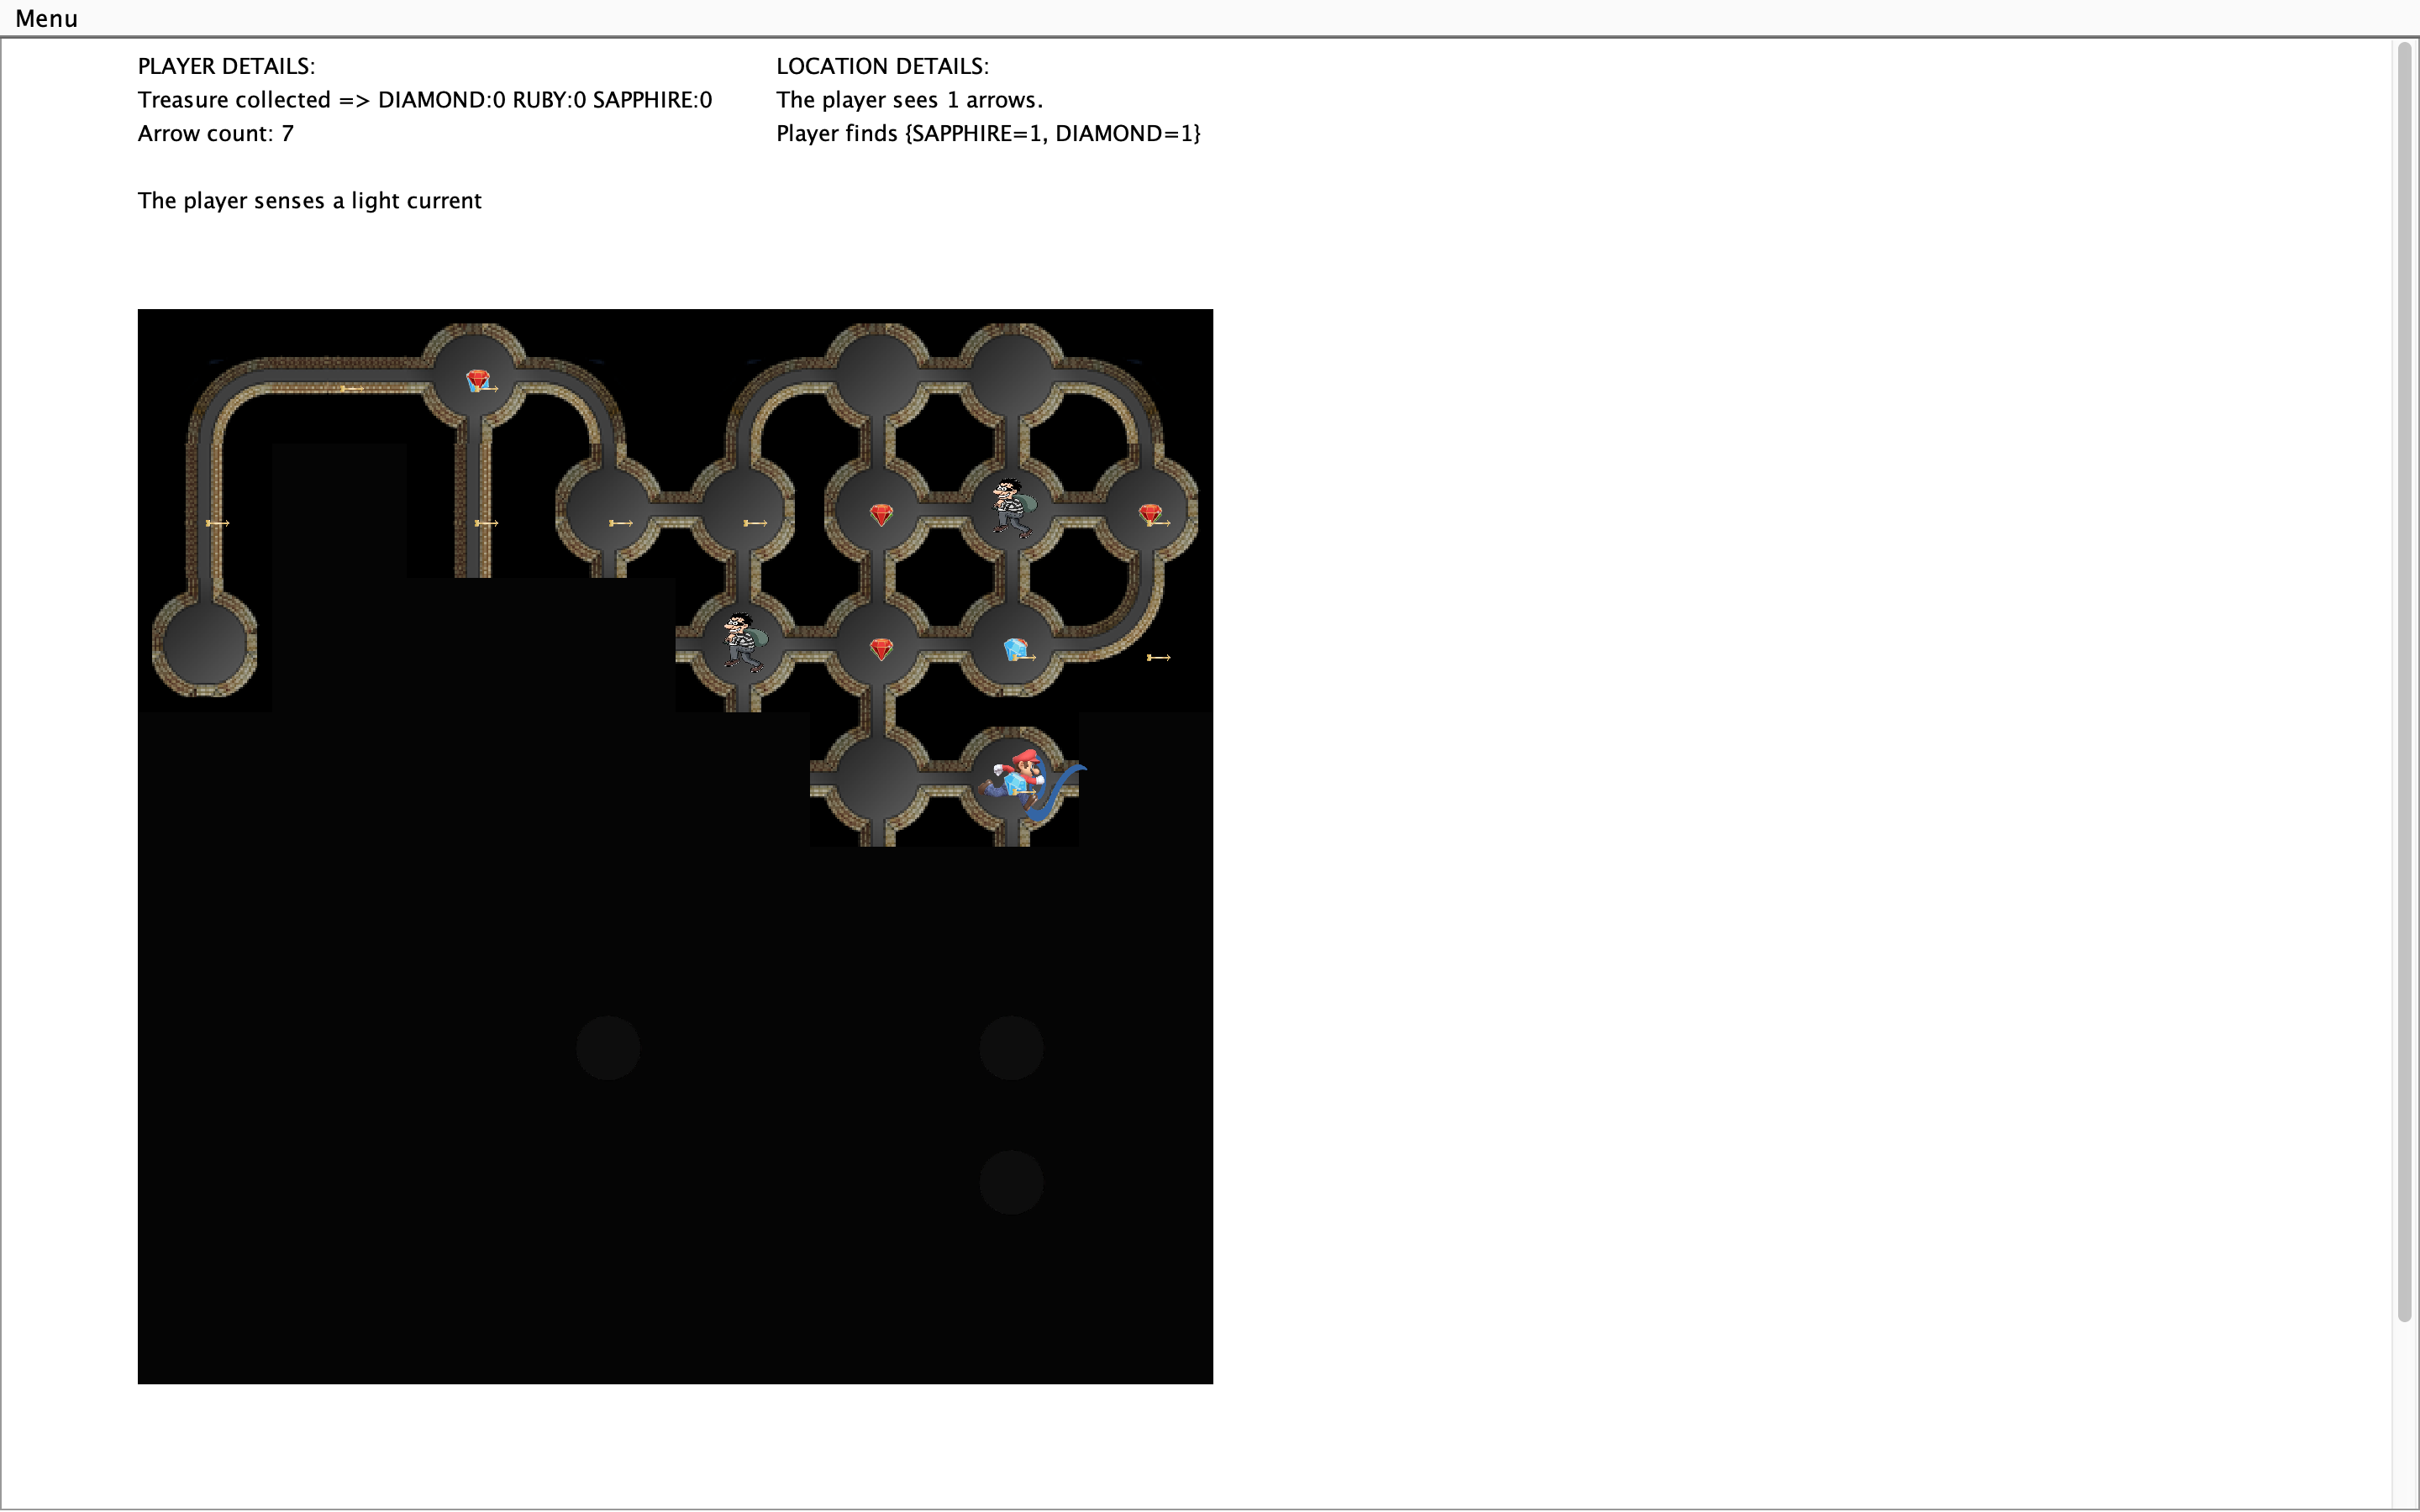 Menu
PLAYER DETAILS:
Treasure collected => DIAMOND:0 RUBY:0 SAPPHIRE:0
Arrow count: 7
The player senses a light current
LOCATION DETAILS:
The player sees 1 arrows.
Player finds {SAPPHIRE=1, DIAMOND=1}